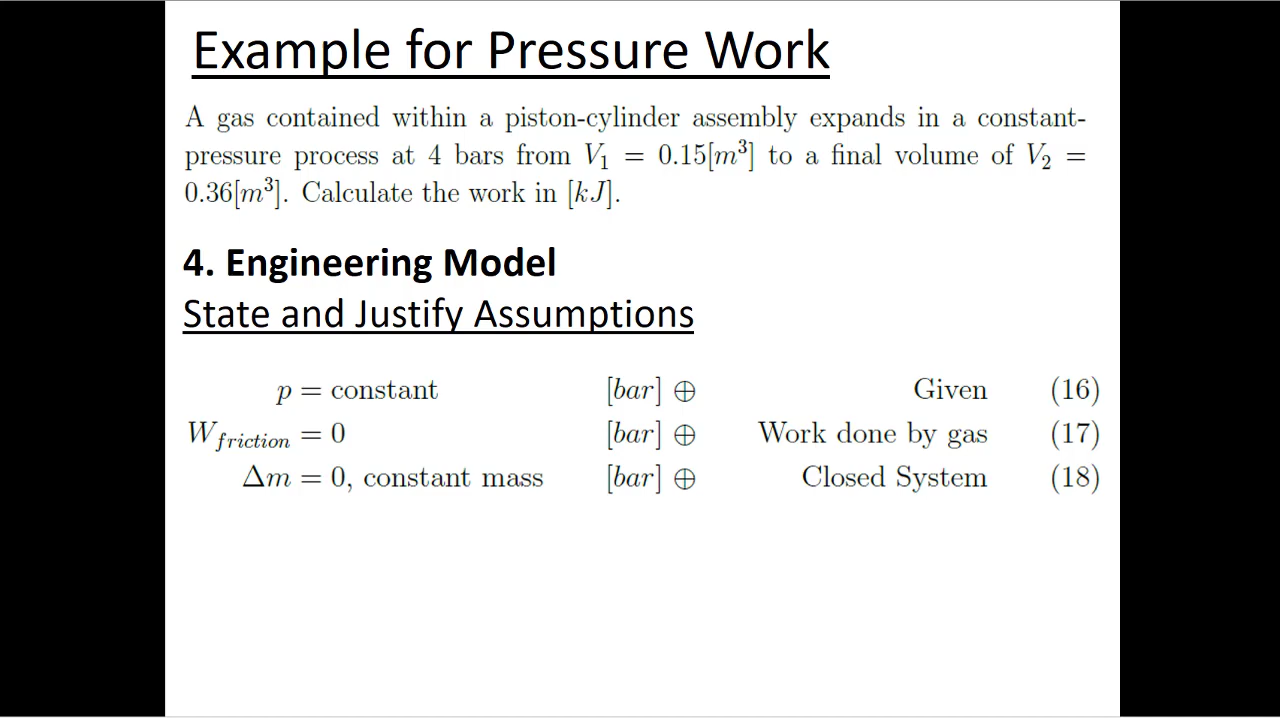 Example for Pressure Work
A gas contained within a piston-cylinder assembly expands in a constant-
pressure process at 4 bars from V₁ = 0.15[m³] to a final volume of V₂ =
0.36[m³]. Calculate the work in [kJ].
4. Engineering Model
State and Justify Assumptions
p = constant [bar] ⊕ Given (16)
W_friction = 0 [bar] ⊕ Work done by gas (17)
Δm = 0, constant mass [bar] ⊕ Closed System (18)